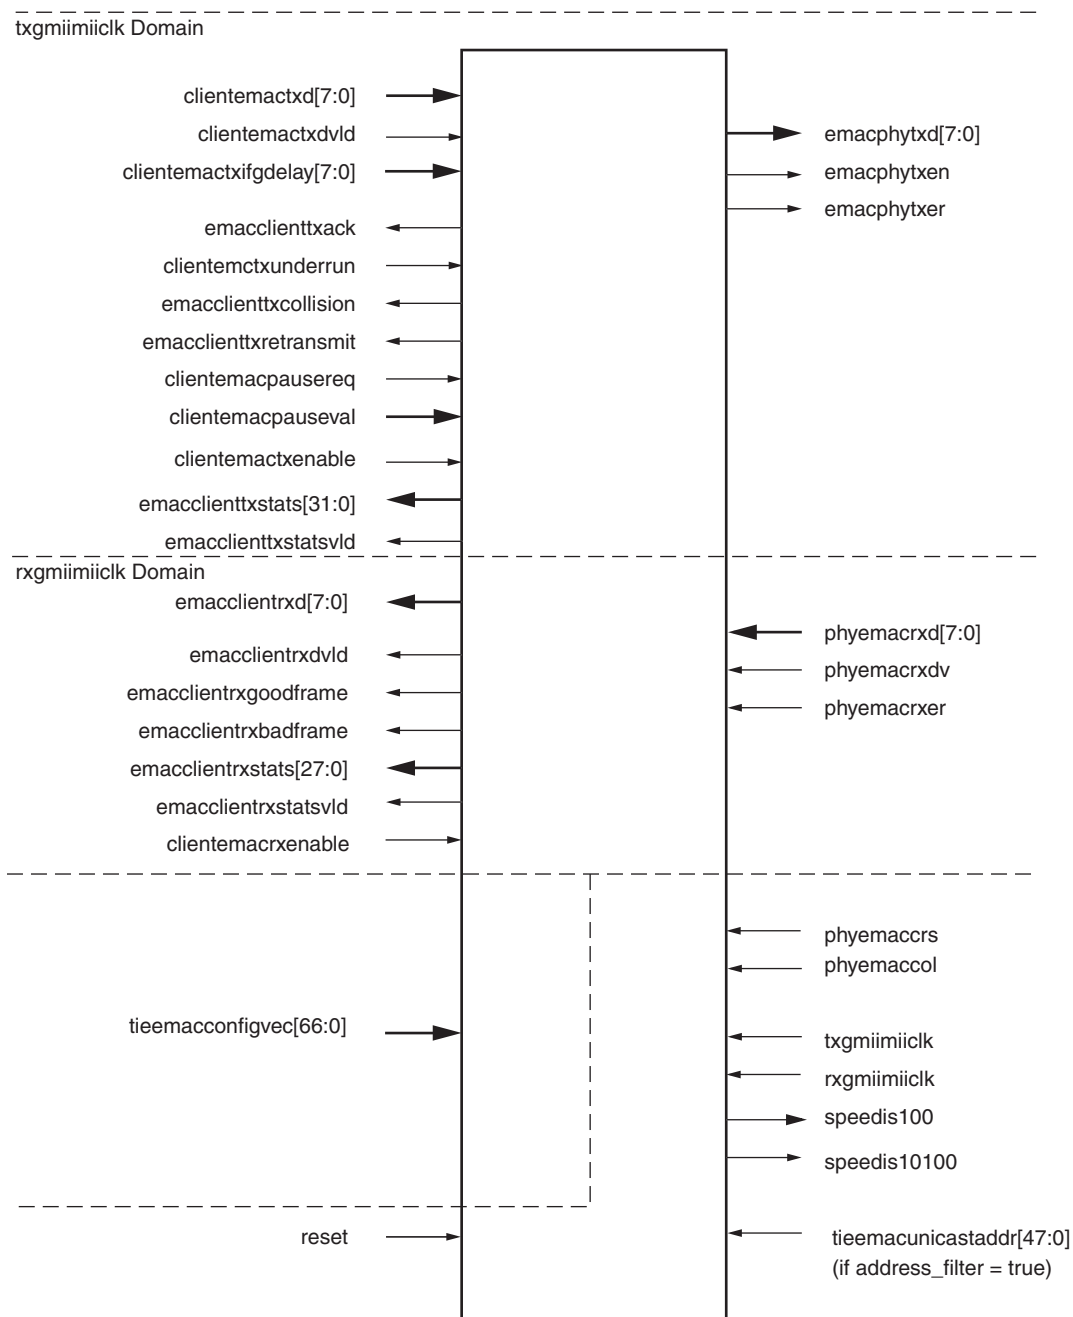 txgmiimiiclk Domain
clientemactxd[7:0]
clientemactxdvld
clientemactxifgdelay[7:0]
emacclienttxack
clientemctxunderrun
emacclienttxcollision
emacclienttxretransmit
clientemacpausereq
clientemacpauseval
clientemactxenable
emacclienttxstats[31:0]
emacclienttxstatsvld
emacphytxd[7:0]
emacphytxen
emacphytxer
rxgmiimiiclk Domain
emacclientrxd[7:0]
emacclientrxdvld
emacclientrxgoodframe
emacclientrxbadframe
emacclientrxstats[27:0]
emacclientrxstatsvld
clientemacrxenable
phyemacrxd[7:0]
phyemacrxdv
phyemacrxer
tieemacconfigvec[66:0]
phyemaccrs
phyemaccol
txgmiimiiclk
rxgmiimiiclk
speedis100
speedis10100
reset
tieemacunicastaddr[47:0]
(if address_filter = true)